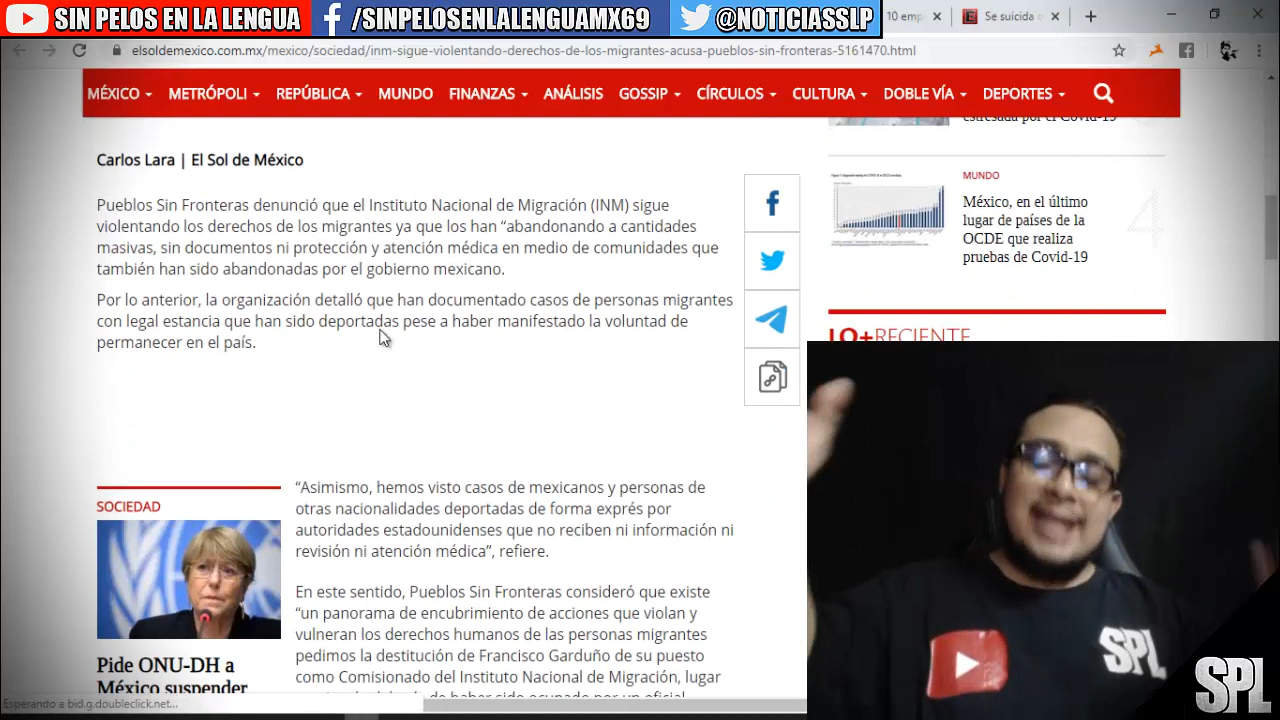 SIN PELOS EN LA LENGUA
/SINPELOSENLALENGUAMX69
@NOTICIASSLP
10 emp
Se suicida o
elsoldemexico.com.mx/mexico/sociedad/inm-sigue-violentando-derechos-de-los-migrantes-acusa-pueblos-sin-fronteras-5161470.html
MÉXICO METRÓPOLI REPÚBLICA MUNDO FINANZAS ANÁLISIS GOSSIP CÍRCULOS CULTURA DOBLE VÍA DEPORTES
estresada por el Covid-19
Carlos Lara | El Sol de México
Pueblos Sin Fronteras denunció que el Instituto Nacional de Migración (INM) sigue
violentando los derechos de los migrantes ya que los han “abandonando a cantidades
masivas, sin documentos ni protección y atención médica en medio de comunidades que
también han sido abandonadas por el gobierno mexicano.
Por lo anterior, la organización detalló que han documentado casos de personas migrantes
con legal estancia que han sido deportadas pese a haber manifestado la voluntad de
permanecer en el país.
MUNDO
México, en el último
lugar de países de la
OCDE que realiza
pruebas de Covid-19
4
LO+RECIENTE
SOCIEDAD
Pide ONU-DH a
México suspender
“Asimismo, hemos visto casos de mexicanos y personas de
otras nacionalidades deportadas de forma exprés por
autoridades estadounidenses que no reciben ni información ni
revisión ni atención médica”, refiere.
En este sentido, Pueblos Sin Fronteras consideró que existe
“un panorama de encubrimiento de acciones que violan y
vulneran los derechos humanos de las personas migrantes
pedimos la destitución de Francisco Garduño de su puesto
como Comisionado del Instituto Nacional de Migración, lugar
de haber sido ocupado por un oficial
Esperando a bid.g.doubleclick.net...
SPL
SPL